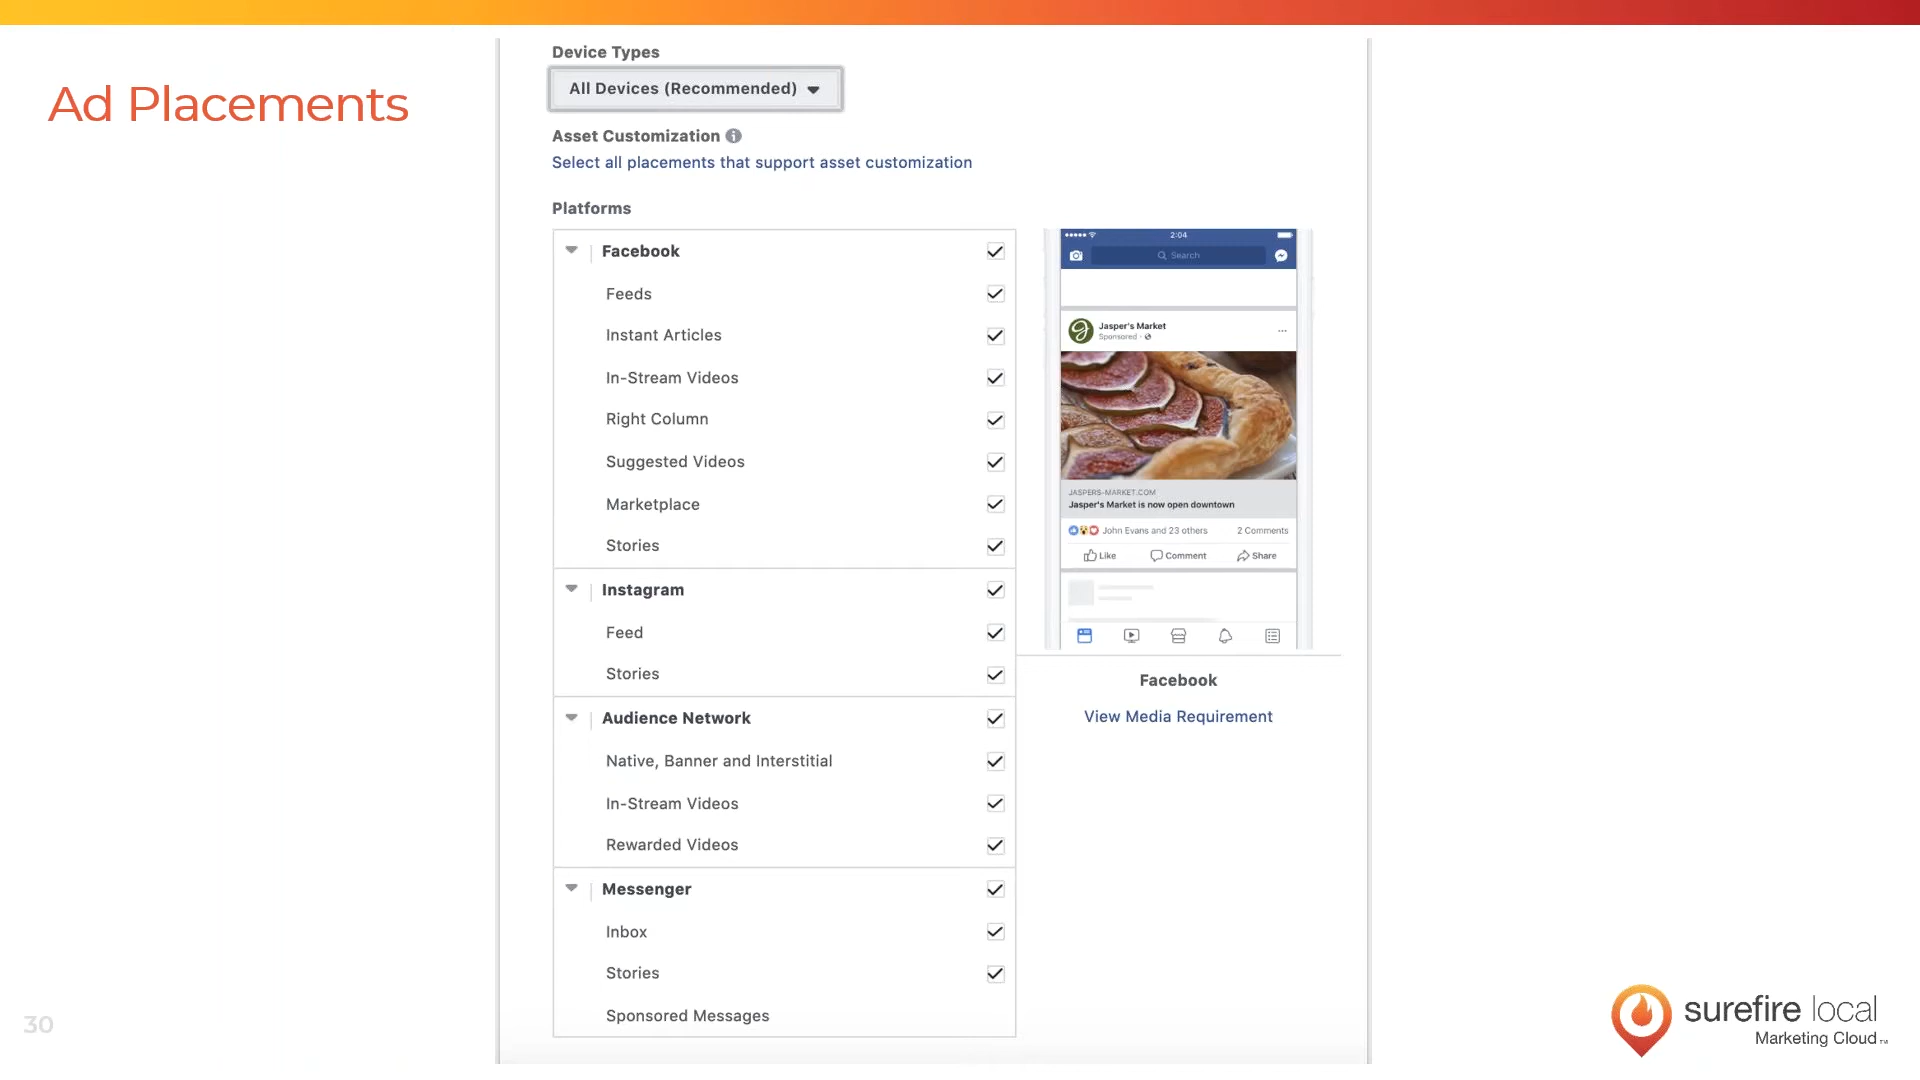 Ad Placements
Device Types
All Devices (Recommended)
Asset Customization
Select all placements that support asset customization
Platforms
Facebook
Feeds
Instant Articles
In-Stream Videos
Right Column
Suggested Videos
Marketplace
Stories
Instagram
Feed
Stories
Audience Network
Native, Banner and Interstitial
In-Stream Videos
Rewarded Videos
Messenger
Inbox
Stories
Sponsored Messages
2:04
Search
Jasper's Market
Sponsored ·
JASPERS-MARKET.COM
Jasper's Market is now open downtown
John Evans and 23 others 2 Comments
Like Comment Share
Facebook
View Media Requirement
30
surefire local
Marketing Cloud™